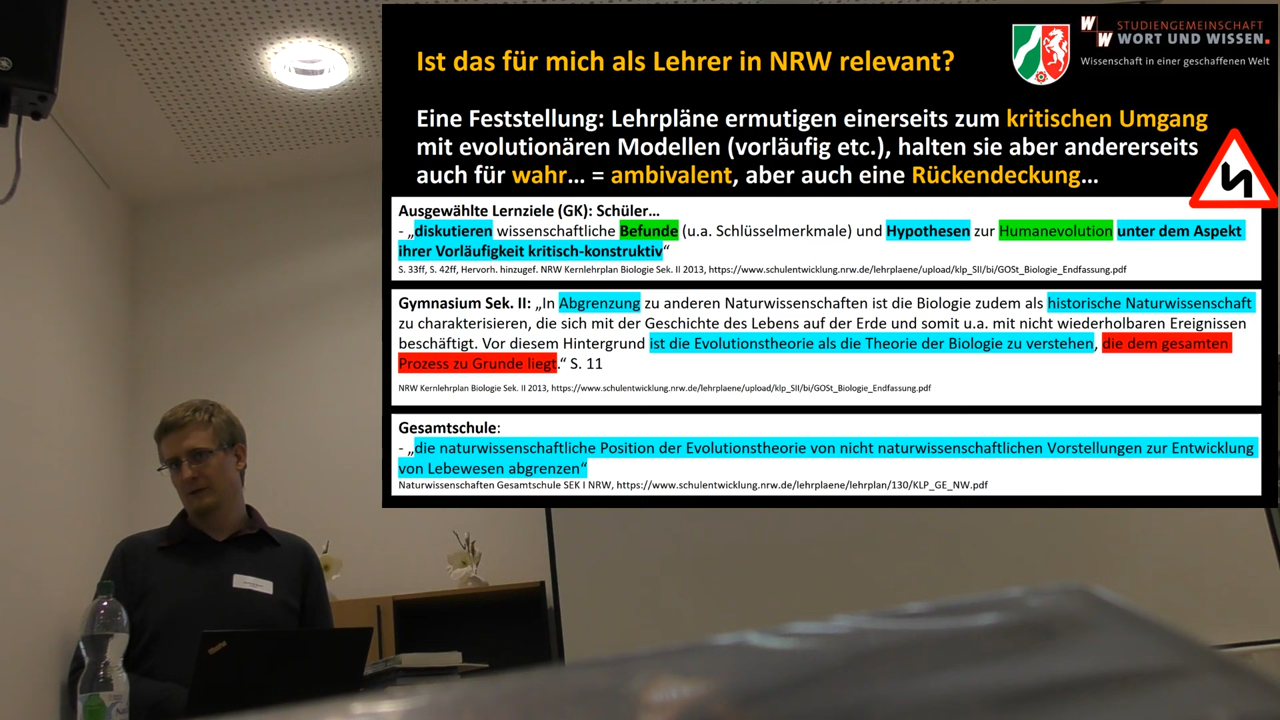 Ist das für mich als Lehrer in NRW relevant?
W W STUDIENGEMEINSCHAFT
WORT UND WISSEN.
Wissenschaft in einer geschaffenen Welt
Eine Feststellung: Lehrpläne ermutigen einerseits zum kritischen Umgang
mit evolutionären Modellen (vorläufig etc.), halten sie aber andererseits
auch für wahr... = ambivalent, aber auch eine Rückendeckung...
Ausgewählte Lernziele (GK): Schüler...
- „diskutieren wissenschaftliche Befunde (u.a. Schlüsselmerkmale) und Hypothesen zur Humanevolution unter dem Aspekt
ihrer Vorläufigkeit kritisch-konstruktiv“
S. 33ff, S. 42ff, Hervorh. hinzugef. NRW Kernlehrplan Biologie Sek. II 2013, https://www.schulentwicklung.nrw.de/lehrplaene/upload/klp_SII/bi/GOSt_Biologie_Endfassung.pdf
Gymnasium Sek. II: „In Abgrenzung zu anderen Naturwissenschaften ist die Biologie zudem als historische Naturwissenschaft
zu charakterisieren, die sich mit der Geschichte des Lebens auf der Erde und somit u.a. mit nicht wiederholbaren Ereignissen
beschäftigt. Vor diesem Hintergrund ist die Evolutionstheorie als die Theorie der Biologie zu verstehen, die dem gesamten
Prozess zu Grunde liegt.“ S. 11
NRW Kernlehrplan Biologie Sek. II 2013, https://www.schulentwicklung.nrw.de/lehrplaene/upload/klp_SII/bi/GOSt_Biologie_Endfassung.pdf
Gesamtschule:
- „die naturwissenschaftliche Position der Evolutionstheorie von nicht naturwissenschaftlichen Vorstellungen zur Entwicklung
von Lebewesen abgrenzen“
Naturwissenschaften Gesamtschule SEK I NRW, https://www.schulentwicklung.nrw.de/lehrplaene/lehrplan/130/KLP_GE_NW.pdf